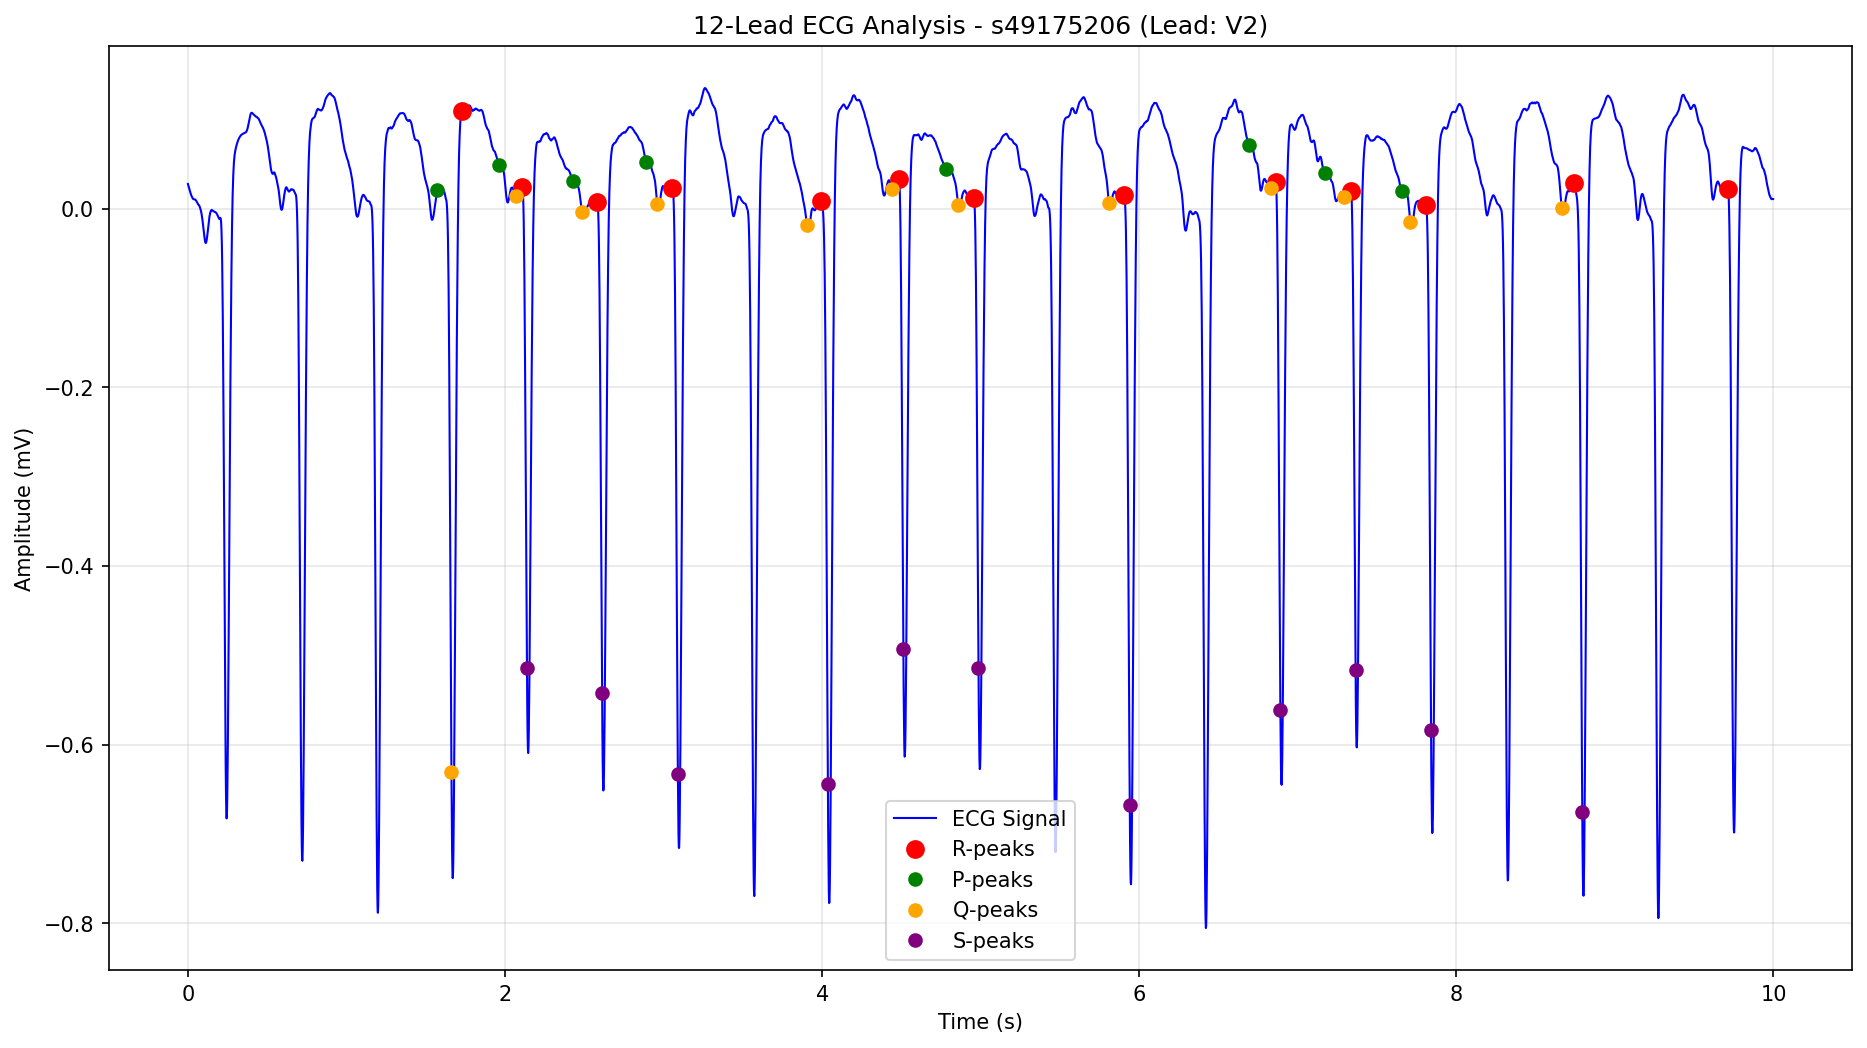 12-Lead ECG Analysis - s49175206 (Lead: V2)
Amplitude (mV)
0.0
−0.2
−0.4
−0.6
−0.8
ECG Signal
R-peaks
P-peaks
Q-peaks
S-peaks
0 2 4 6 8 10
Time (s)